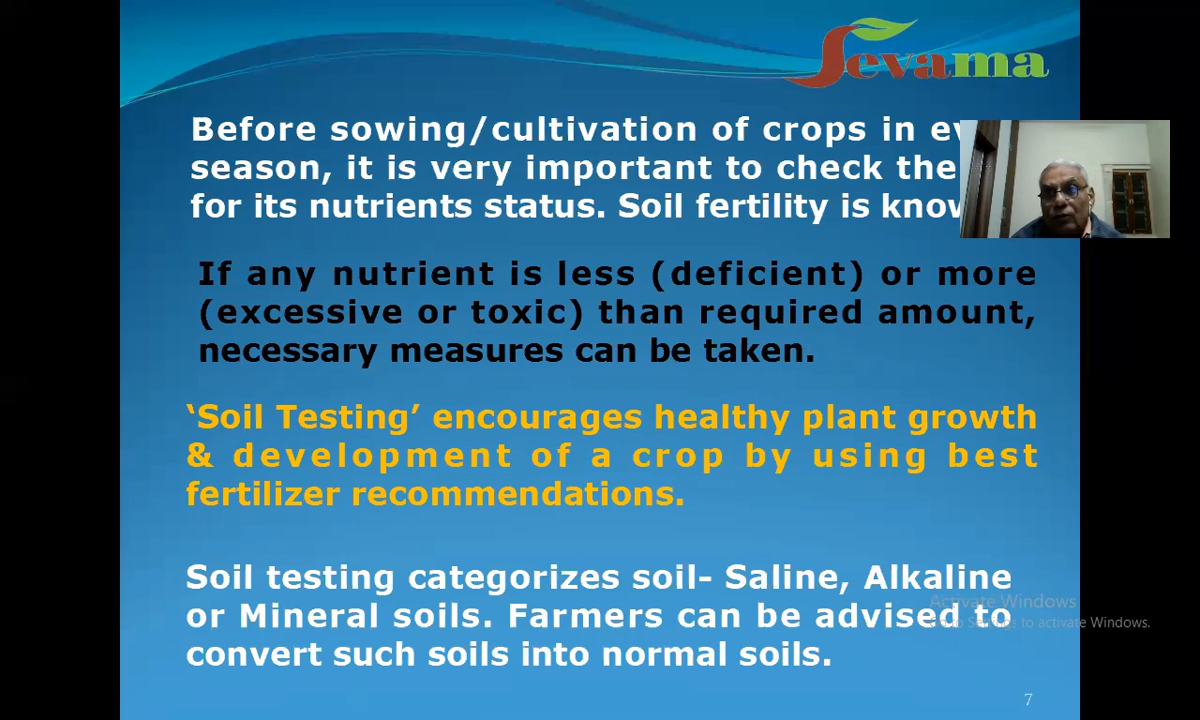 Sevama
Before sowing/cultivation of crops in
season, it is very important to check the
for its nutrients status. Soil fertility is
If any nutrient is less (deficient) or more
(excessive or toxic) than required amount,
necessary measures can be taken.
‘Soil Testing’ encourages healthy plant growth
& development of a crop by using best
fertilizer recommendations.
Soil testing categorizes soil- Saline, Alkaline
Activate Windows
or Mineral soils. Farmers can be advised to
Go to Settings to activate Windows.
convert such soils into normal soils.
7